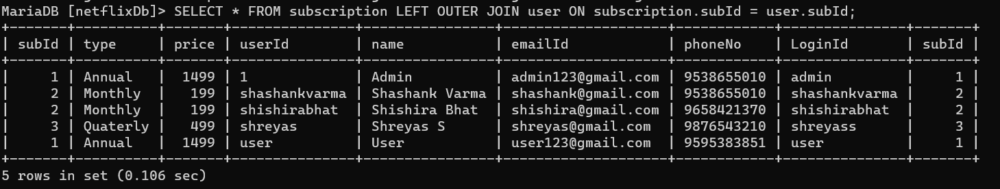 MariaDB [netflixDb]> SELECT * FROM subscription LEFT OUTER JOIN user ON subscription.subId = user.subId;
+-------+----------+-------+---------------+---------------+--------------------+------------+---------------+-------+
| subId | type     | price | userId        | name          | emailId            | phoneNo    | LoginId       | subId |
+-------+----------+-------+---------------+---------------+--------------------+------------+---------------+-------+
|     1 | Annual   |  1499 | 1             | Admin         | admin123@gmail.com | 9538655010 | admin         |     1 |
|     2 | Monthly  |   199 | shashankvarma | Shashank Varma | shashank@gmail.com | 9538655010 | shashankvarma |     2 |
|     2 | Monthly  |   199 | shishirabhat  | Shishira Bhat | shishira@gmail.com | 9658421370 | shishirabhat  |     2 |
|     3 | Quaterly |   499 | shreyas       | Shreyas S     | shreyas@gmail.com  | 9876543210 | shreyass      |     3 |
|     1 | Annual   |  1499 | user          | User          | user123@gmail.com  | 9595383851 | user          |     1 |
+-------+----------+-------+---------------+---------------+--------------------+------------+---------------+-------+
5 rows in set (0.106 sec)